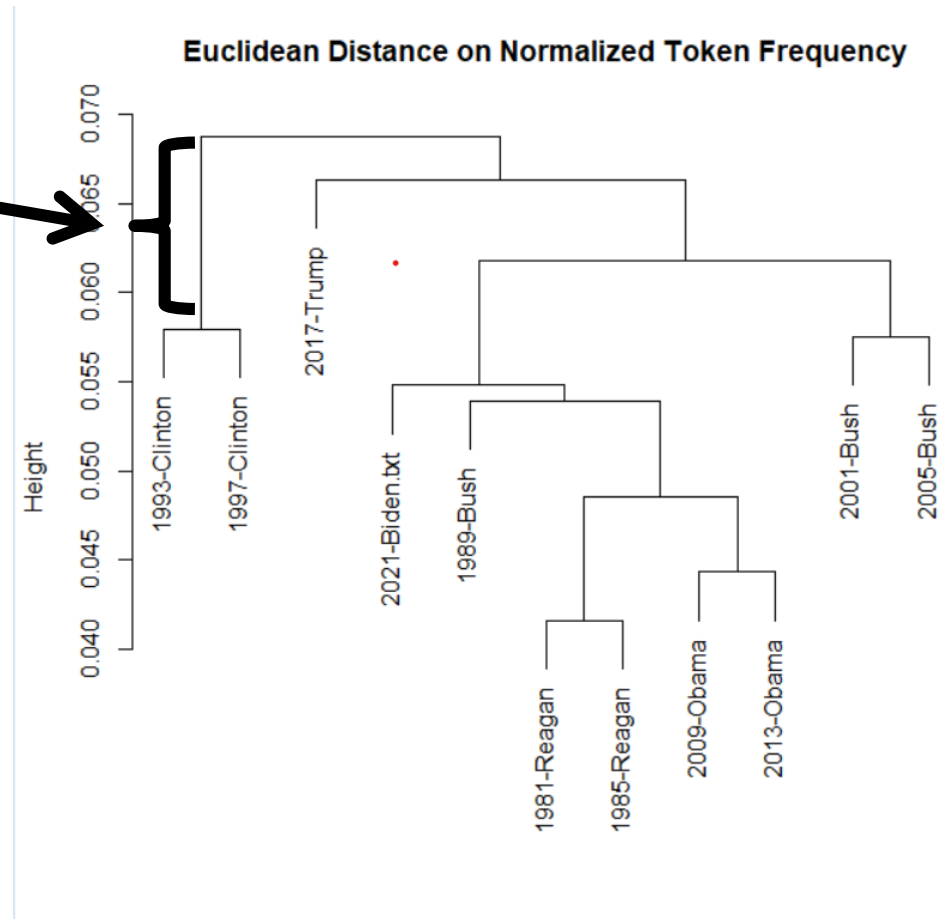 Euclidean Distance on Normalized Token Frequency
Height
0.070
0.065
0.060
0.055
0.050
0.045
0.040
1993-Clinton
1997-Clinton
2017-Trump
2021-Biden.txt
1989-Bush
1981-Reagan
1985-Reagan
2009-Obama
2013-Obama
2001-Bush
2005-Bush